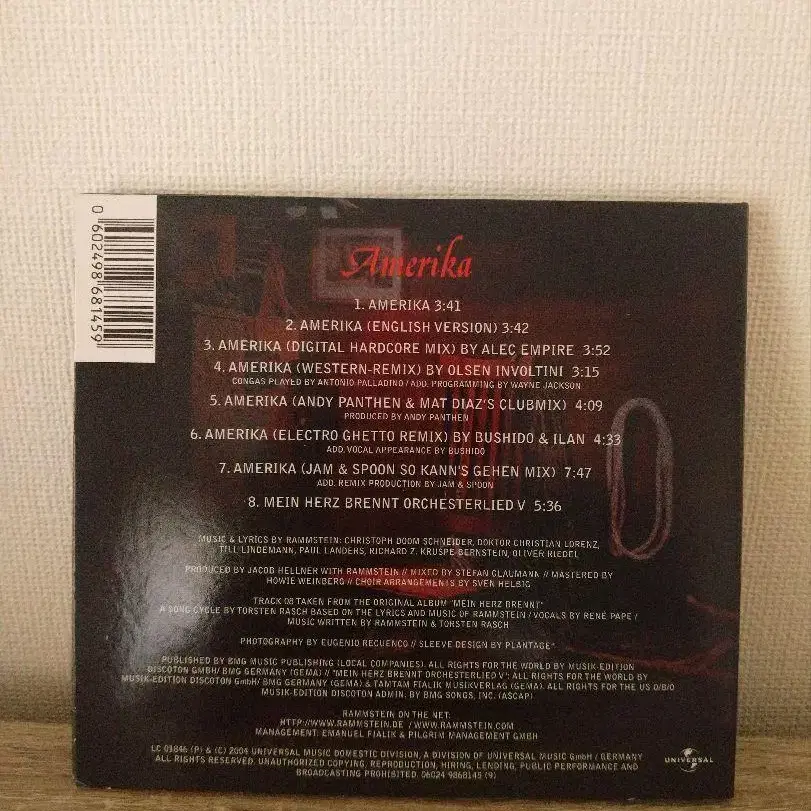 0 602498 681459
Amerika
1. AMERIKA 3:41
2. AMERIKA (ENGLISH VERSION) 3:42
3. AMERIKA (DIGITAL HARDCORE MIX) BY ALEC EMPIRE 3:52
4. AMERIKA (WESTERN-REMIX) BY OLSEN INVOLTINI 3:15
CONGAS PLAYED BY ANTONIO PALLADINO / ADD. PROGRAMMING BY WAYNE JACKSON
5. AMERIKA (ANDY PANTHEN & MAT DIAZ'S CLUBMIX) 4:09
PRODUCED BY ANDY PANTHEN
6. AMERIKA (ELECTRO GHETTO REMIX) BY BUSHIDO & ILAN 4:33
ADD. VOCAL APPEARANCE BY BUSHIDO
7. AMERIKA (JAM & SPOON SO KANN'S GEHEN MIX) 7:47
ADD. REMIX PRODUCTION BY JAM & SPOON
8. MEIN HERZ BRENNT ORCHESTERLIED V 5:36
MUSIC & LYRICS BY RAMMSTEIN: CHRISTOPH DOOM SCHNEIDER, DOKTOR CHRISTIAN LORENZ,
TILL LINDEMANN, PAUL LANDERS, RICHARD Z. KRUSPE-BERNSTEIN, OLIVER RIEDEL
PRODUCED BY JACOB HELLNER WITH RAMMSTEIN // MIXED BY STEFAN GLAUMANN // MASTERED BY
HOWIE WEINBERG // CHOIR ARRANGEMENTS BY SVEN HELBIG
TRACK 08 TAKEN FROM THE ORIGINAL ALBUM "MEIN HERZ BRENNT"
A SONG CYCLE BY TORSTEN RASCH BASED ON THE LYRICS AND MUSIC OF RAMMSTEIN / VOCALS BY RENÉ PAPE /
MUSIC WRITTEN BY RAMMSTEIN & TORSTEN RASCH
PHOTOGRAPHY BY EUGENIO RECUENCO // SLEEVE DESIGN BY PLANTAGE*
PUBLISHED BY BMG MUSIC PUBLISHING (LOCAL COMPANIES). ALL RIGHTS FOR THE WORLD BY MUSIK-EDITION
DISCOTON GMBH/ BMG GERMANY (GEMA) // "MEIN HERZ BRENNT ORCHESTERLIED V": ALL RIGHTS FOR THE WORLD BY
MUSIK-EDITION DISCOTON GmbH/ BMG GERMANY (GEMA) & TAMTAM FIALIK MUSIKVERLAG (GEMA). ALL RIGHTS FOR THE US O/B/O
MUSIK-EDITION DISCOTON ADMIN. BY BMG SONGS, INC. (ASCAP)
RAMMSTEIN ON THE NET:
HTTP://WWW.RAMMSTEIN.DE / WWW.RAMMSTEIN.COM
MANAGEMENT: EMANUEL FIALIK & PILGRIM MANAGEMENT GMBH
LC 01846 (P) & (C) 2004 UNIVERSAL MUSIC DOMESTIC DIVISION, A DIVISION OF UNIVERSAL MUSIC GmbH / GERMANY
ALL RIGHTS RESERVED. UNAUTHORIZED COPYING, REPRODUCTION, HIRING, LENDING, PUBLIC PERFORMANCE AND
BROADCASTING PROHIBITED. 06024 9868145 (9)
UNIVERSAL